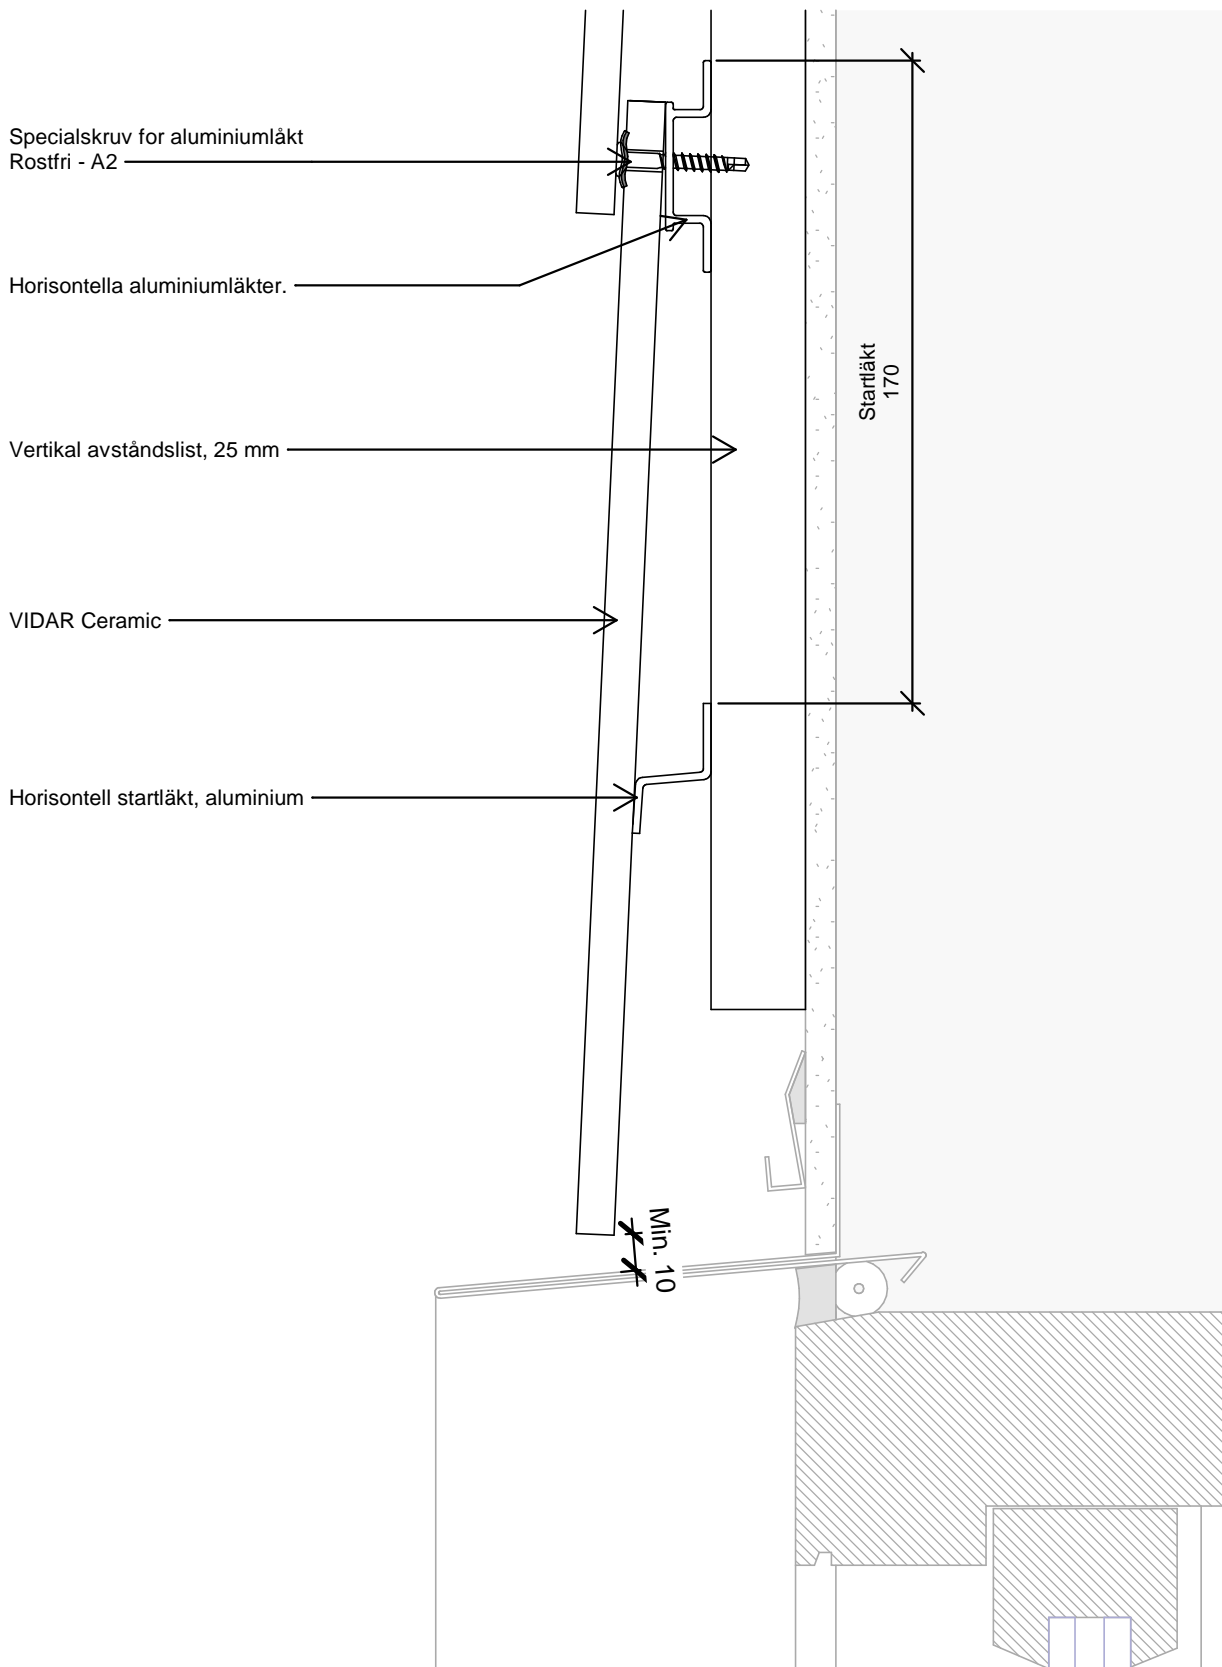 Specialskruv for aluminiumlåkt
Rostfri - A2
Horisontella aluminiumläkter.
Startläkt
170
Vertikal avståndslist, 25 mm
VIDAR Ceramic
Horisontell startläkt, aluminium
Min. 10